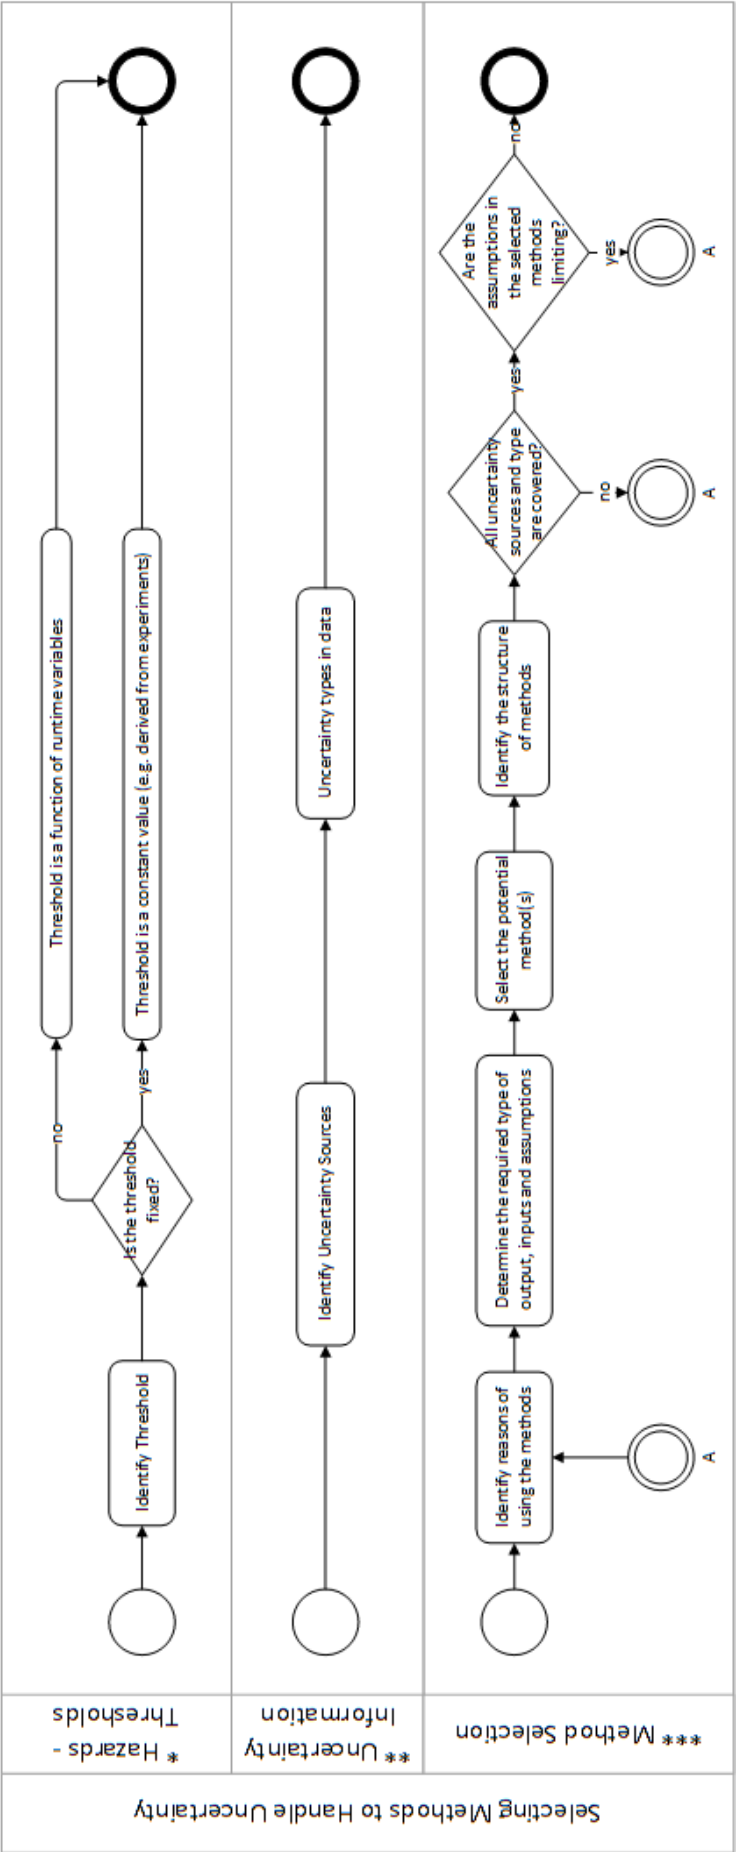 Selecting Methods to Handle Uncertainty
* Hazards -
Thresholds
Identify Threshold
Is the threshold
fixed?
no
yes
Threshold is a function of runtime variables
Threshold is a constant value (e.g. derived from experiments)
** Uncertainty
Information
Identify Uncertainty Sources
Uncertainty types in data
*** Method Selection
Identify reasons of
using the methods
A
Determine the required type of
output, inputs and assumptions
Select the potential
method(s)
Identify the structure
of methods
All uncertainty
sources and type
are covered?
no
A
yes
Are the
assumptions in
the selected
methods
limiting?
yes
A
no